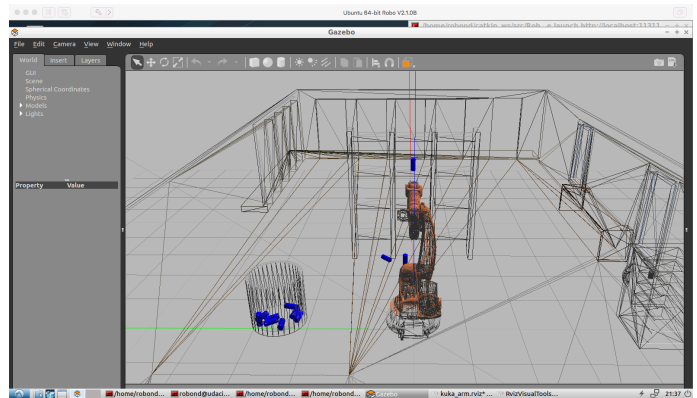 Ubuntu 64-bit Robo V2.1.0B
/home/robond/catkin_ws/src/Rob...e.launch http://localhost:11311
Gazebo
File Edit Camera View Window Help
World Insert Layers
GUI
Scene
Spherical Coordinates
Physics
Models
Lights
Property Value
/home/robond... robond@udaci... /home/robond... /home/robond... Gazebo kuka_arm.rviz*... RvizVisualTools... 21:37